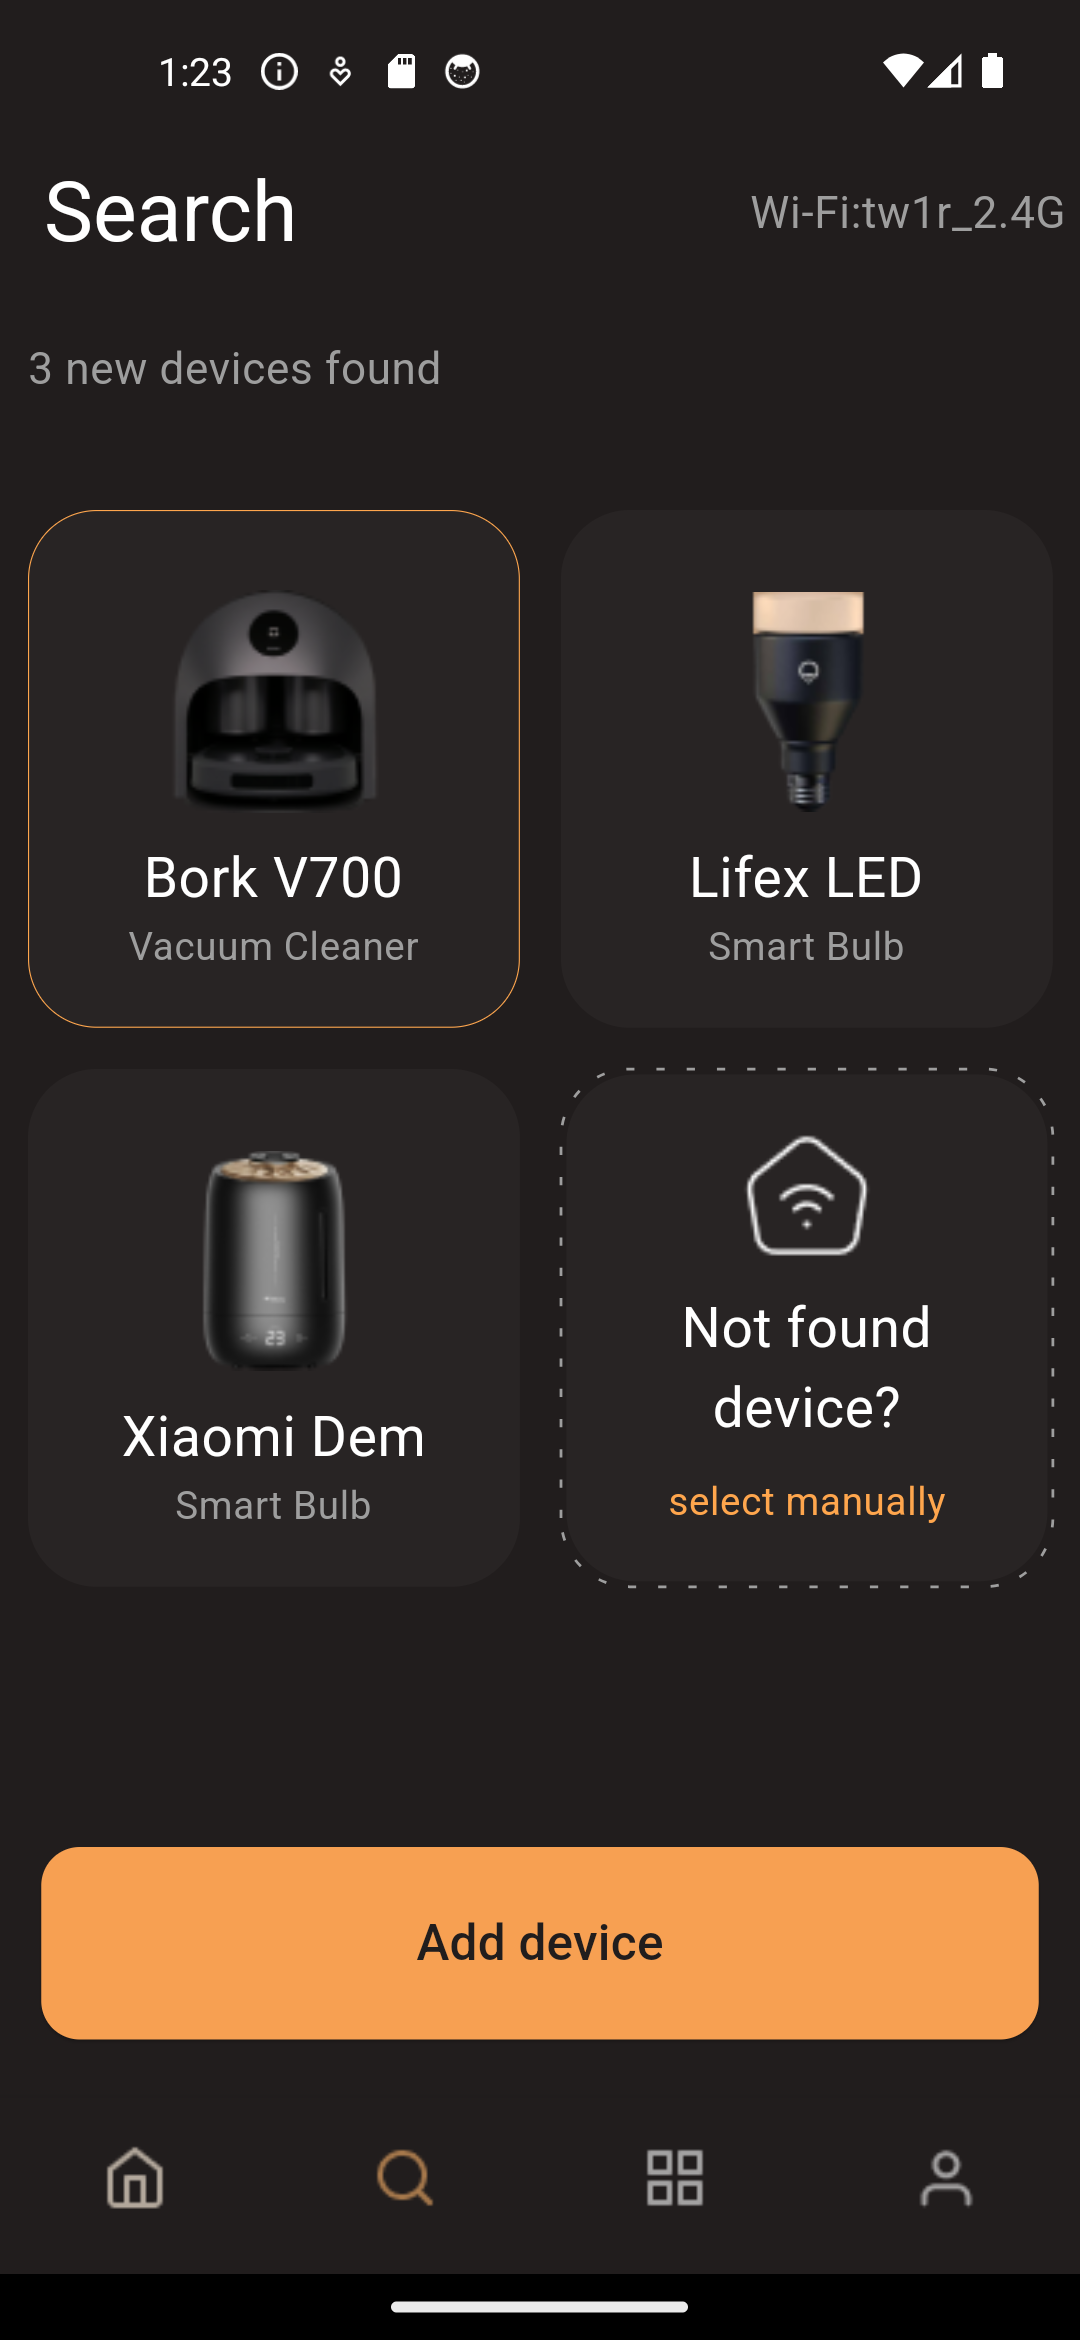 1:23
Search
Wi-Fi:tw1r_2.4G
3 new devices found
Bork V700
Vacuum Cleaner
Lifex LED
Smart Bulb
23
Xiaomi Dem
Smart Bulb
Not found
device?
select manually
Add device